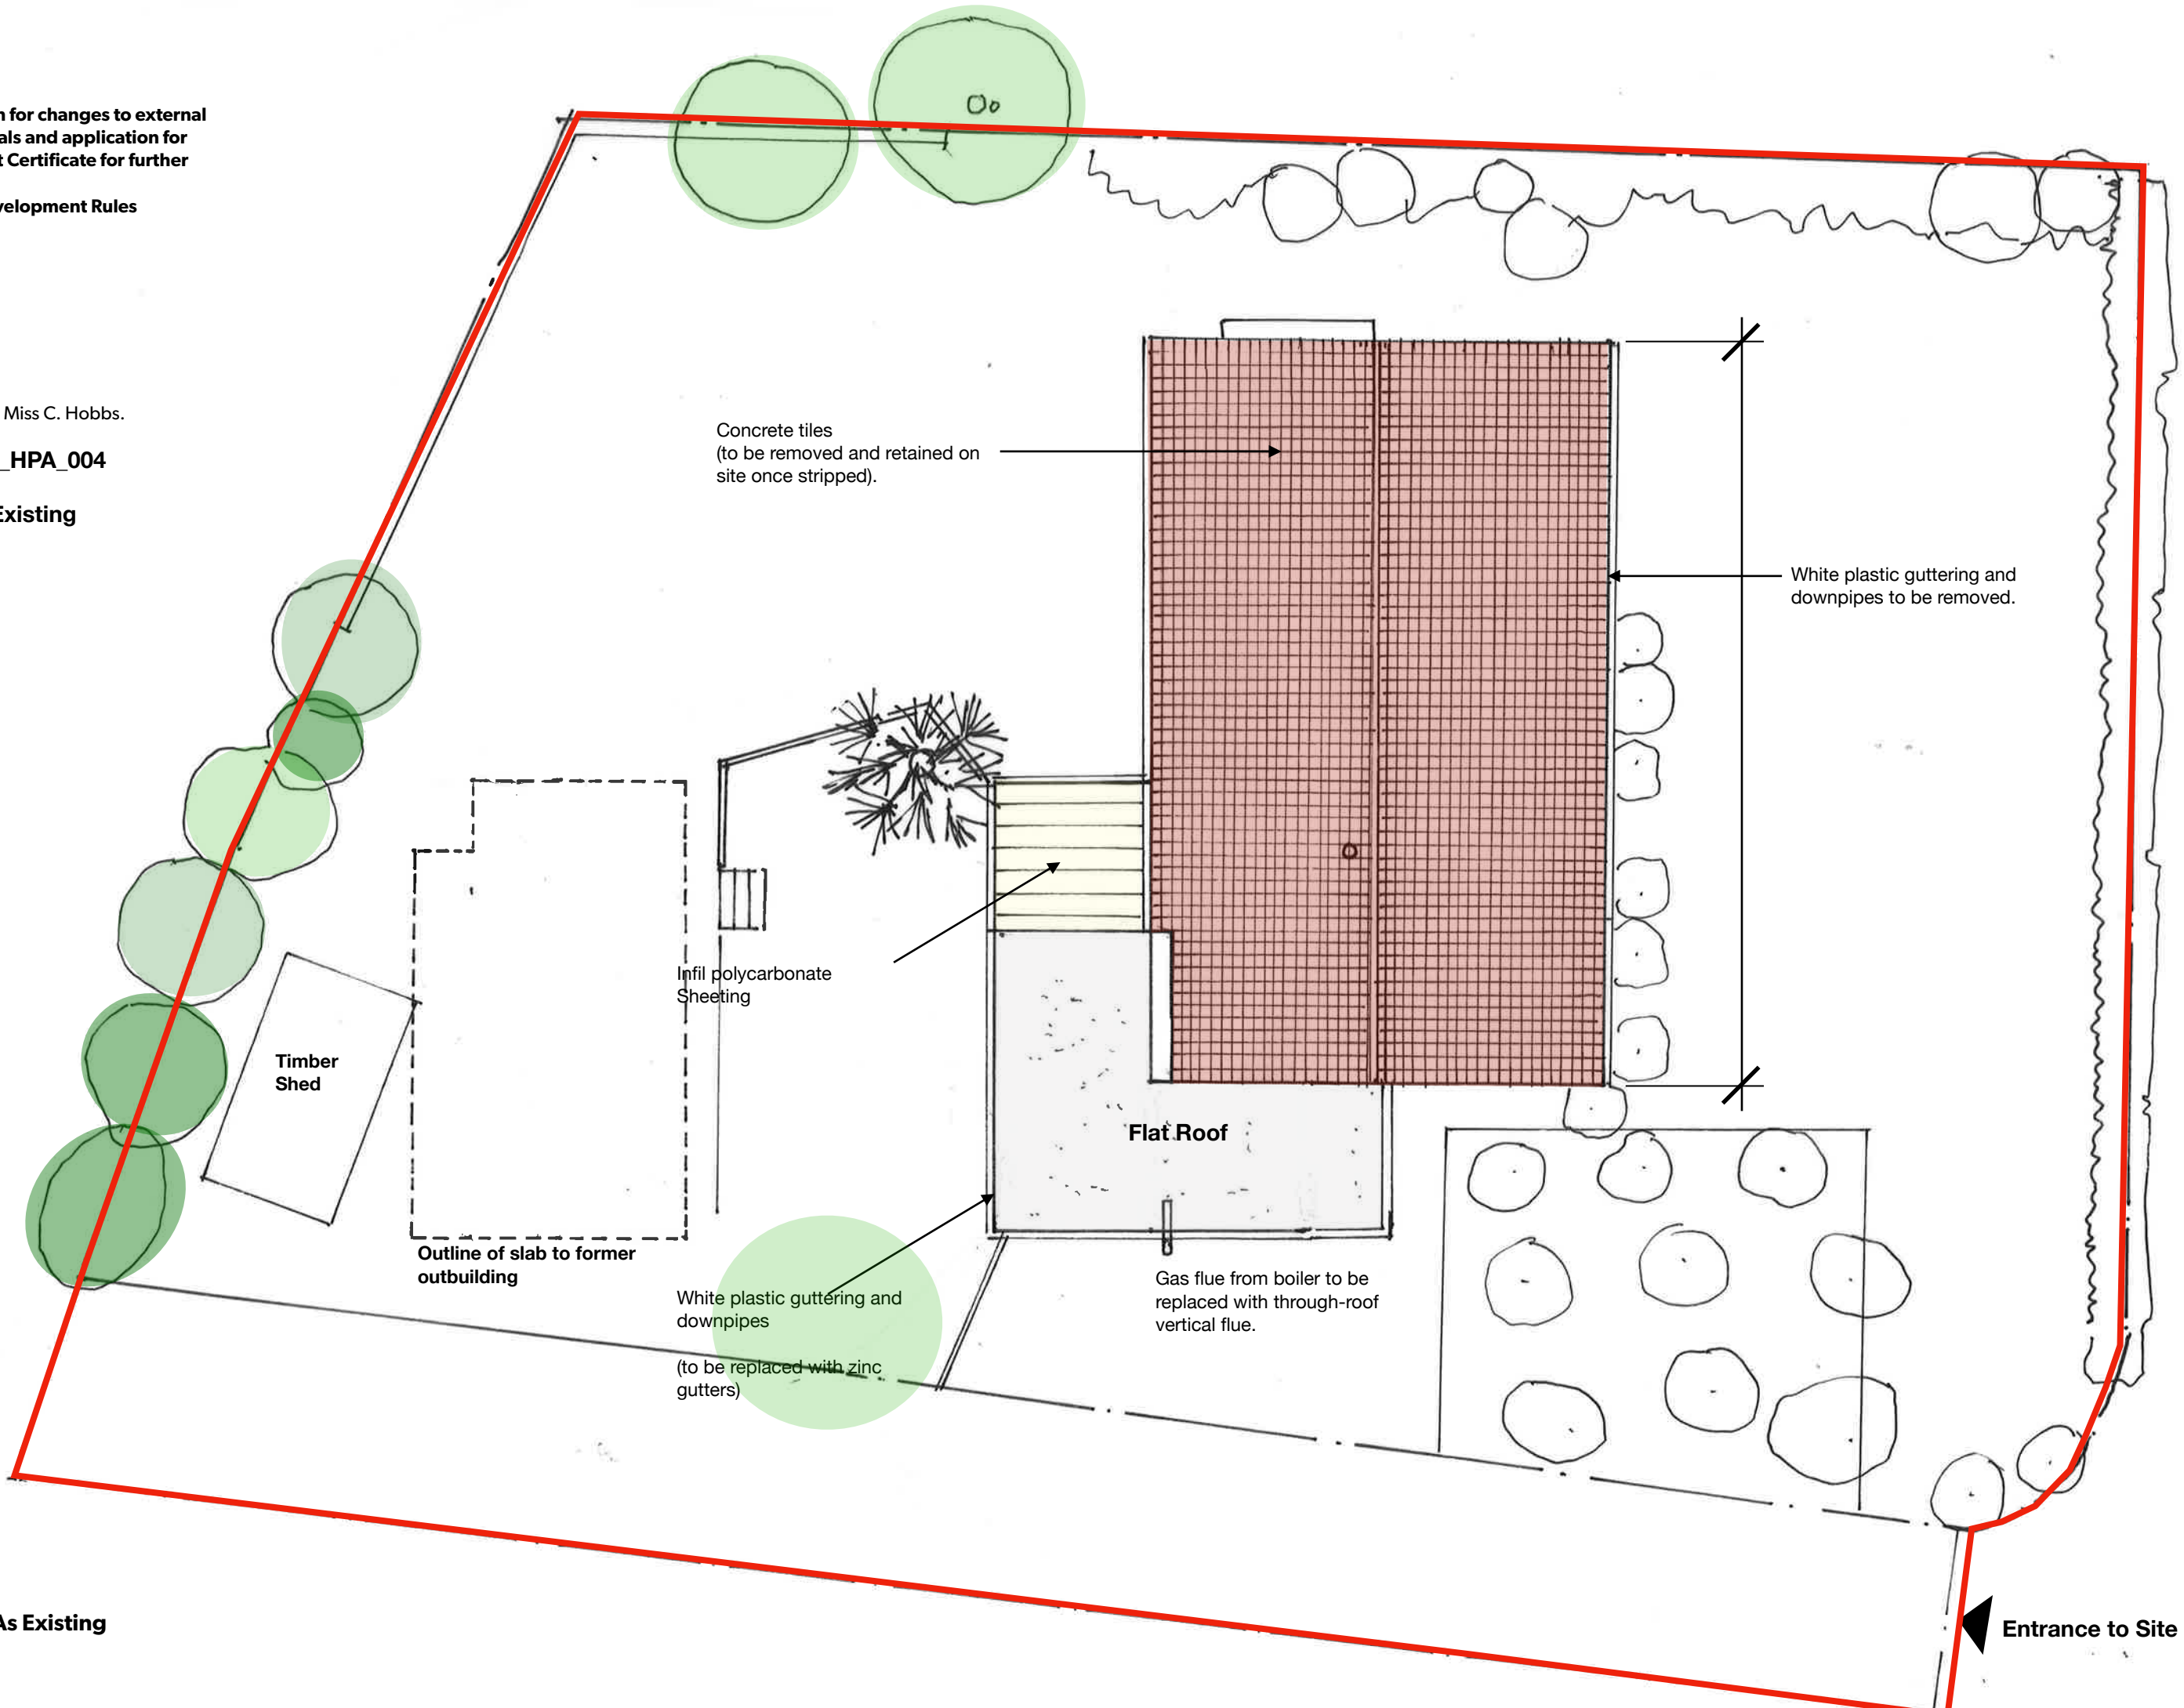 n for changes to external
als and application for
t Certificate for further
velopment Rules
Miss C. Hobbs.
_HPA_004
Existing
Concrete tiles
(to be removed and retained on
site once stripped).
White plastic guttering and
downpipes to be removed.
Infil polycarbonate
Sheeting
Timber
Shed
Flat Roof
Outline of slab to former
outbuilding
White plastic guttering and
downpipes
(to be replaced with zinc
gutters)
Gas flue from boiler to be
replaced with through-roof
vertical flue.
As Existing
Entrance to Site